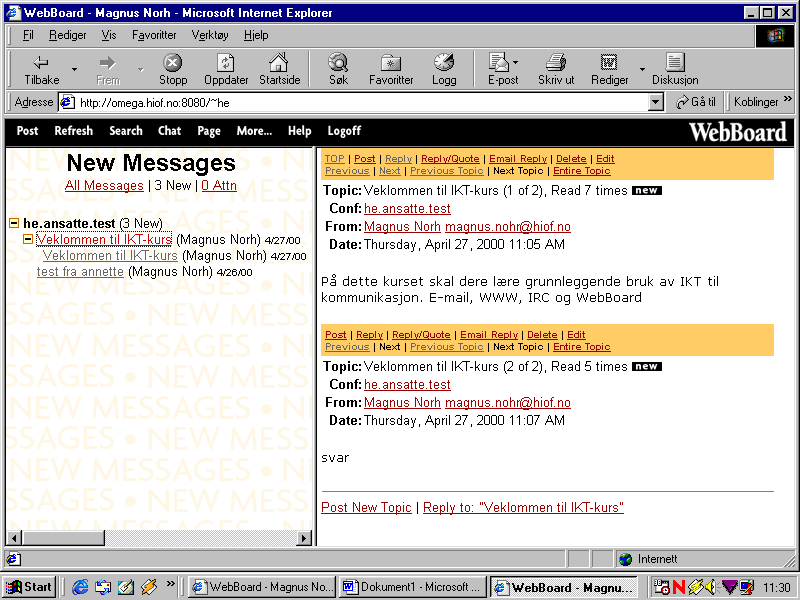 WebBoard - Magnus Norh - Microsoft Internet Explorer
Fil Rediger Vis Favoritter Verktøy Hjelp
Tilbake Frem Stopp Oppdater Startside Søk Favoritter Logg E-post Skriv ut Rediger Diskusjon
Adresse http://omega.hiof.no:8080/~he Gå til Koblinger »
Post Refresh Search Chat Page More... Help Logoff WebBoard
New Messages
All Messages | 3 New | 0 Attn
he.ansatte.test (3 New)
Veklommen til IKT-kurs (Magnus Norh) 4/27/00
Veklommen til IKT-kurs (Magnus Norh) 4/27/00
test fra annette (Magnus Norh) 4/26/00
TOP | Post | Reply | Reply/Quote | Email Reply | Delete | Edit
Previous | Next | Previous Topic | Next Topic | Entire Topic
Topic: Veklommen til IKT-kurs (1 of 2), Read 7 times new
Conf: he.ansatte.test
From: Magnus Norh magnus.nohr@hiof.no
Date: Thursday, April 27, 2000 11:05 AM
På dette kurset skal dere lære grunnleggende bruk av IKT til
kommunikasjon. E-mail, WWW, IRC og WebBoard
Post | Reply | Reply/Quote | Email Reply | Delete | Edit
Previous | Next | Previous Topic | Next Topic | Entire Topic
Topic: Veklommen til IKT-kurs (2 of 2), Read 5 times new
Conf: he.ansatte.test
From: Magnus Norh magnus.nohr@hiof.no
Date: Thursday, April 27, 2000 11:07 AM
svar
Post New Topic | Reply to: "Veklommen til IKT-kurs"
Internett
Start » WebBoard - Magnus No... Dokument1 - Microsoft ... WebBoard - Magnu... 11:30